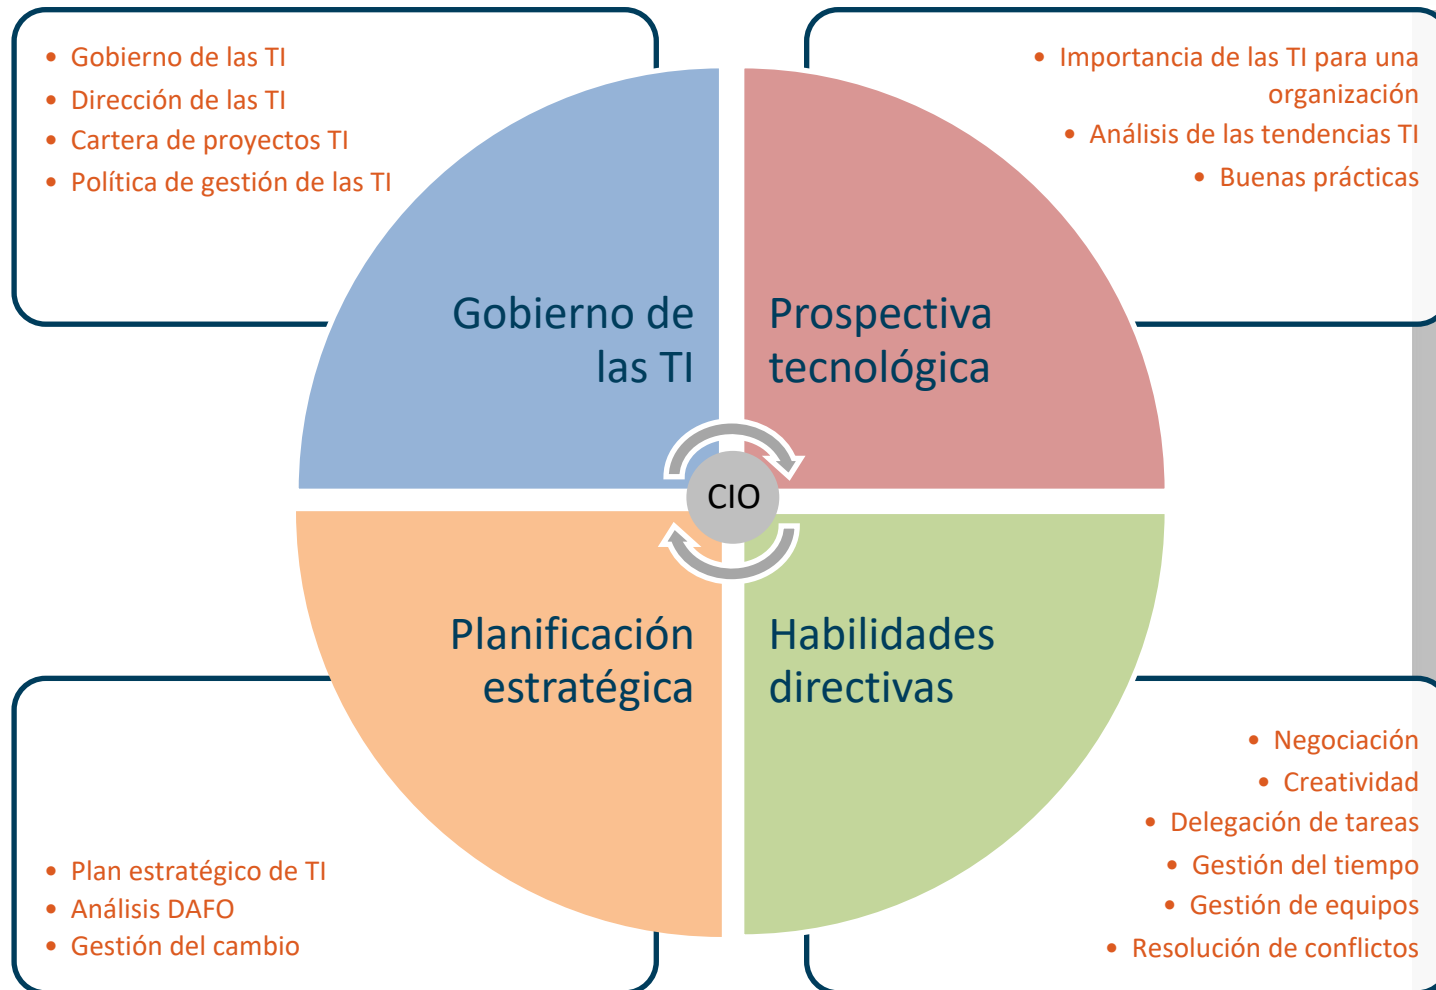 • Gobierno de las TI
• Dirección de las TI
• Cartera de proyectos TI
• Política de gestión de las TI
• Importancia de las TI para una
organización
• Análisis de las tendencias TI
• Buenas prácticas
Gobierno de
las TI
Prospectiva
tecnológica
CIO
Planificación
estratégica
Habilidades
directivas
• Plan estratégico de TI
• Análisis DAFO
• Gestión del cambio
• Negociación
• Creatividad
• Delegación de tareas
• Gestión del tiempo
• Gestión de equipos
• Resolución de conflictos